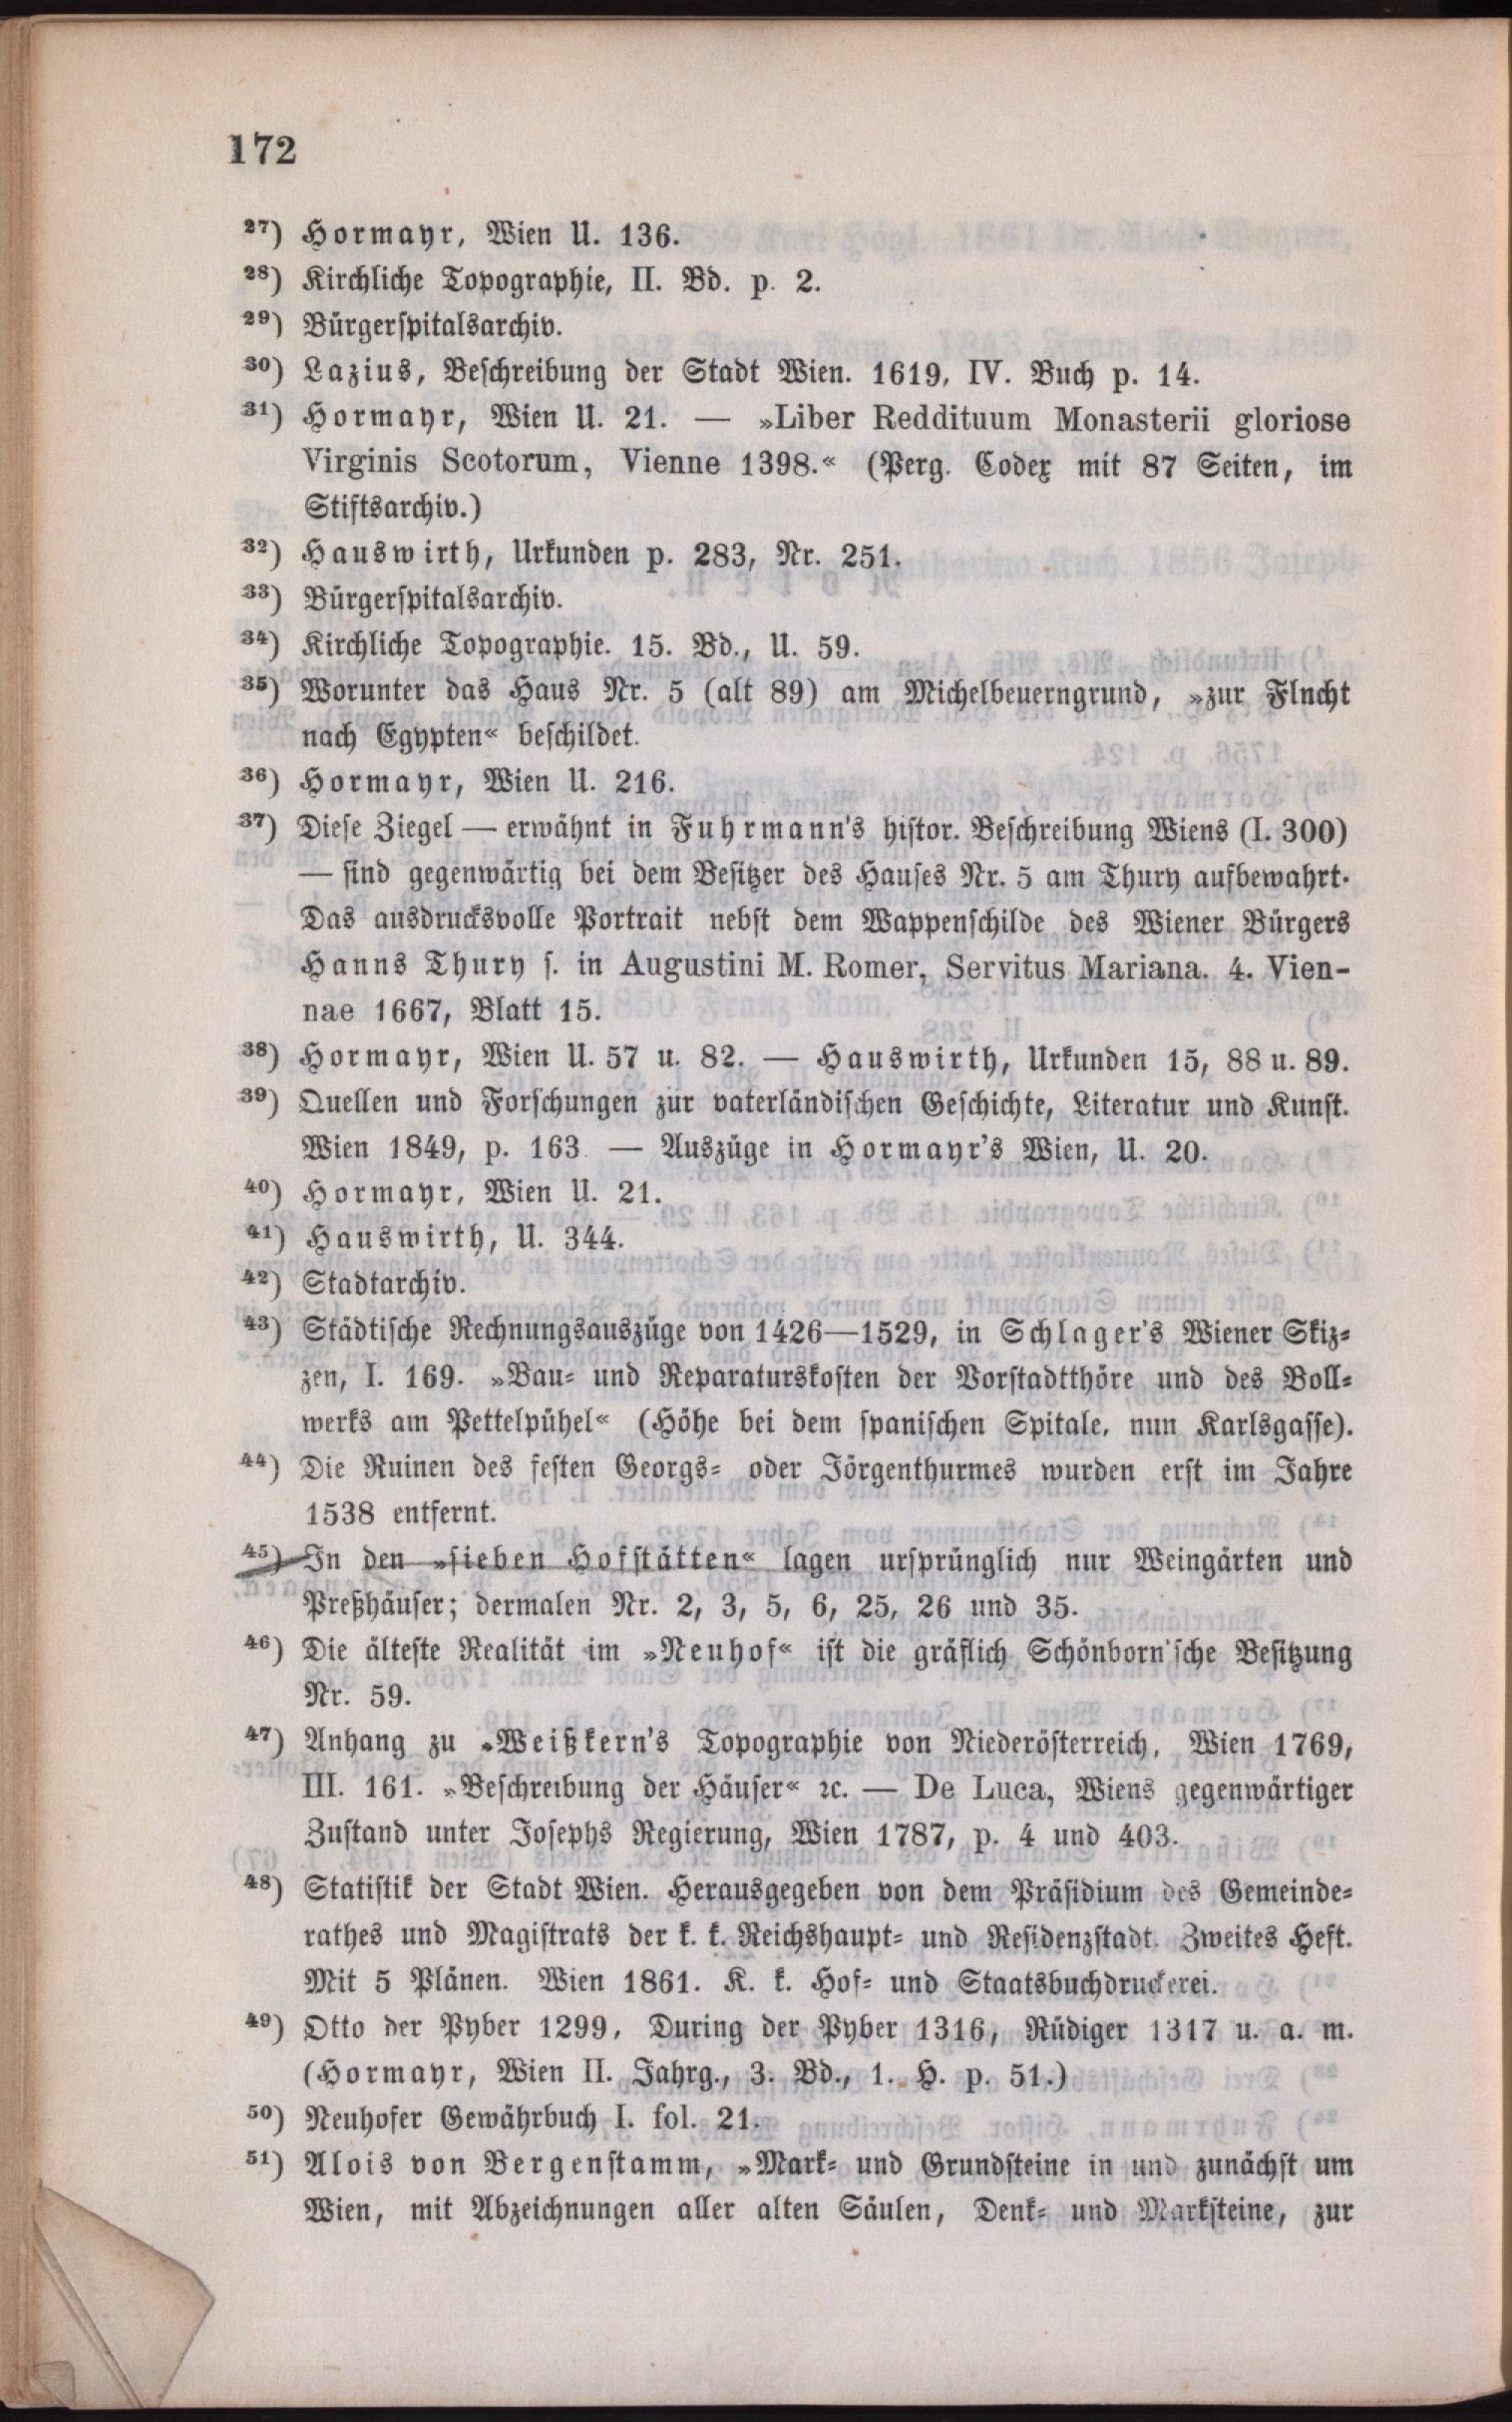 172
27) Hormayr, Wien U. 136.
28) Kirchliche Topographie, II. Bd. p. 2.
29) Bürgerspitalsarchiv.
30) Lazius, Beschreibung der Stadt Wien. 1619, IV. Buch p. 14.
31) Hormayr, Wien U. 21. — »Liber Reddituum Monasterii gloriose
Virginis Scotorum, Vienne 1398.« (Perg. Codex mit 87 Seiten, im
Stiftsarchiv.)
32) Hauswirth, Urkunden p. 283, Nr. 251.
33) Bürgerspitalsarchiv.
34) Kirchliche Topographie. 15. Bd., U. 59.
35) Worunter das Haus Nr. 5 (alt 89) am Michelbeuerngrund, »zur Flncht
nach Egypten« beschildet.
36) Hormayr, Wien U. 216.
37) Diese Ziegel — erwähnt in Fuhrmann's histor. Beschreibung Wiens (I. 300)
— sind gegenwärtig bei dem Besitzer des Hauses Nr. 5 am Thury aufbewahrt.
Das ausdrucksvolle Portrait nebst dem Wappenschilde des Wiener Bürgers
Hanns Thury s. in Augustini M. Romer, Servitus Mariana. 4. Vien-
nae 1667, Blatt 15.
38) Hormayr, Wien U. 57 u. 82. — Hauswirth, Urkunden 15, 88 u. 89.
39) Quellen und Forschungen zur vaterländischen Geschichte, Literatur und Kunst.
Wien 1849, p. 163 — Auszüge in Hormayr's Wien, U. 20.
40) Hormayr, Wien U. 21.
41) Hauswirth, U. 344.
42) Stadtarchiv.
43) Städtische Rechnungsauszüge von 1426—1529, in Schlager's Wiener Skiz-
zen, I. 169. »Bau- und Reparaturskosten der Vorstadtthöre und des Boll-
werks am Pettelpühel« (Höhe bei dem spanischen Spitale, nun Karlsgasse).
44) Die Ruinen des festen Georgs- oder Jörgenthurmes wurden erst im Jahre
1538 entfernt.
45) In den »sieben Hofstätten« lagen ursprünglich nur Weingärten und
Preßhäuser; dermalen Nr. 2, 3, 5, 6, 25, 26 und 35.
46) Die älteste Realität im »Neuhof« ist die gräflich Schönborn'sche Besitzung
Nr. 59.
47) Anhang zu »Weißkern's Topographie von Niederösterreich, Wien 1769,
III. 161. »Beschreibung der Häuser« ꝛc. — De Luca, Wiens gegenwärtiger
Zustand unter Josephs Regierung, Wien 1787, p. 4 und 403.
48) Statistik der Stadt Wien. Herausgegeben von dem Präsidium des Gemeinde-
rathes und Magistrats der k. k. Reichshaupt- und Residenzstadt. Zweites Heft.
Mit 5 Plänen. Wien 1861. K. k. Hof- und Staatsbuchdruckerei.
49) Otto der Pyber 1299, During der Pyber 1316, Rüdiger 1317 u. a. m.
(Hormayr, Wien II. Jahrg., 3. Bd., 1. H. p. 51.)
50) Neuhofer Gewährbuch I. fol. 21.
51) Alois von Bergenstamm, »Mark- und Grundsteine in und zunächst um
Wien, mit Abzeichnungen aller alten Säulen, Denk- und Marksteine, zur